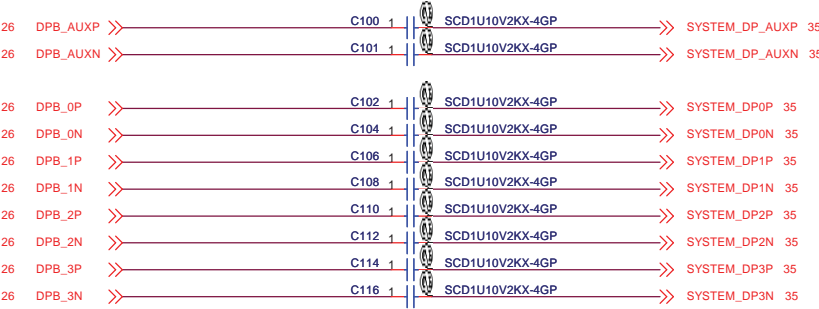 26 DPB_AUXP C100 1 SCD1U10V2KX-4GP SYSTEM_DP_AUXP 35
26 DPB_AUXN C101 1 SCD1U10V2KX-4GP SYSTEM_DP_AUXN 35
26 DPB_0P C102 1 SCD1U10V2KX-4GP SYSTEM_DP0P 35
26 DPB_0N C104 1 SCD1U10V2KX-4GP SYSTEM_DP0N 35
26 DPB_1P C106 1 SCD1U10V2KX-4GP SYSTEM_DP1P 35
26 DPB_1N C108 1 SCD1U10V2KX-4GP SYSTEM_DP1N 35
26 DPB_2P C110 1 SCD1U10V2KX-4GP SYSTEM_DP2P 35
26 DPB_2N C112 1 SCD1U10V2KX-4GP SYSTEM_DP2N 35
26 DPB_3P C114 1 SCD1U10V2KX-4GP SYSTEM_DP3P 35
26 DPB_3N C116 1 SCD1U10V2KX-4GP SYSTEM_DP3N 35